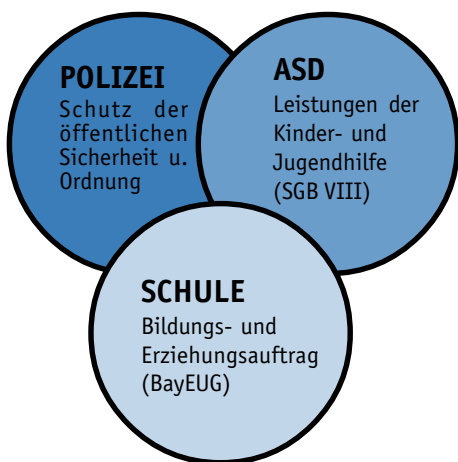 POLIZEI
Schutz der
öffentlichen
Sicherheit u.
Ordnung
ASD
Leistungen der
Kinder- und
Jugendhilfe
(SGB VIII)
SCHULE
Bildungs- und
Erziehungsauftrag
(BayEUG)